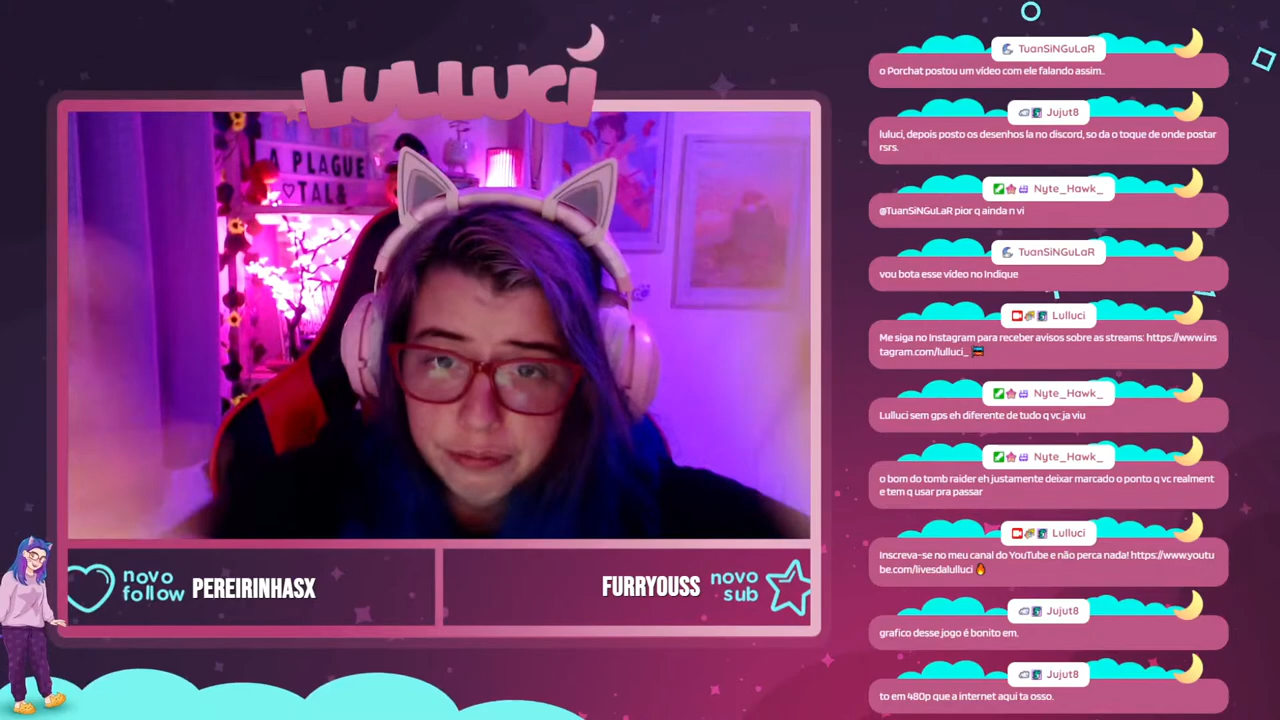 lulluci
A PLAGUE
TAL&
novo
follow
PEREIRINHASX
FURRYOUSS
novo
sub
TuanSiNGuLaR
o Porchat postou um vídeo com ele falando assim..
Jujut8
luluci, depois posto os desenhos la no discord, so da o toque de onde postar
rsrs.
Nyte_Hawk_
@TuanSiNGuLaR pior q ainda n vi
TuanSiNGuLaR
vou bota esse vídeo no Indique
Lulluci
Me siga no Instagram para receber avisos sobre as streams: https://www.ins
tagram.com/lulluci_
Nyte_Hawk_
Lulluci sem gps eh diferente de tudo q vc ja viu
Nyte_Hawk_
o bom do tomb raider eh justamente deixar marcado o ponto q vc realment
e tem q usar pra passar
Lulluci
Inscreva-se no meu canal do YouTube e não perca nada! https://www.youtu
be.com/livesdalulluci 🔥
Jujut8
grafico desse jogo é bonito em.
Jujut8
to em 480p que a internet aqui ta osso.